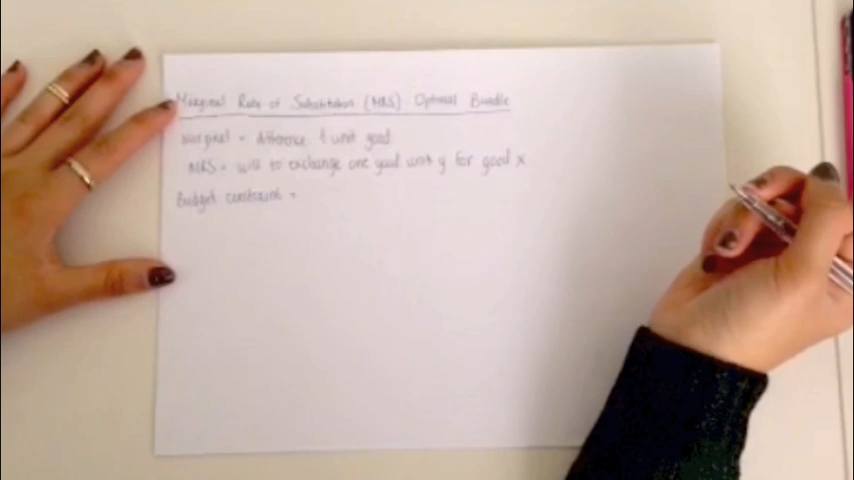 Marginal Rate of Substitution (MRS) Optimal Bundle
Marginal = difference 1 unit good
MRS = will to exchange one good unit y for good x
Budget constraint =